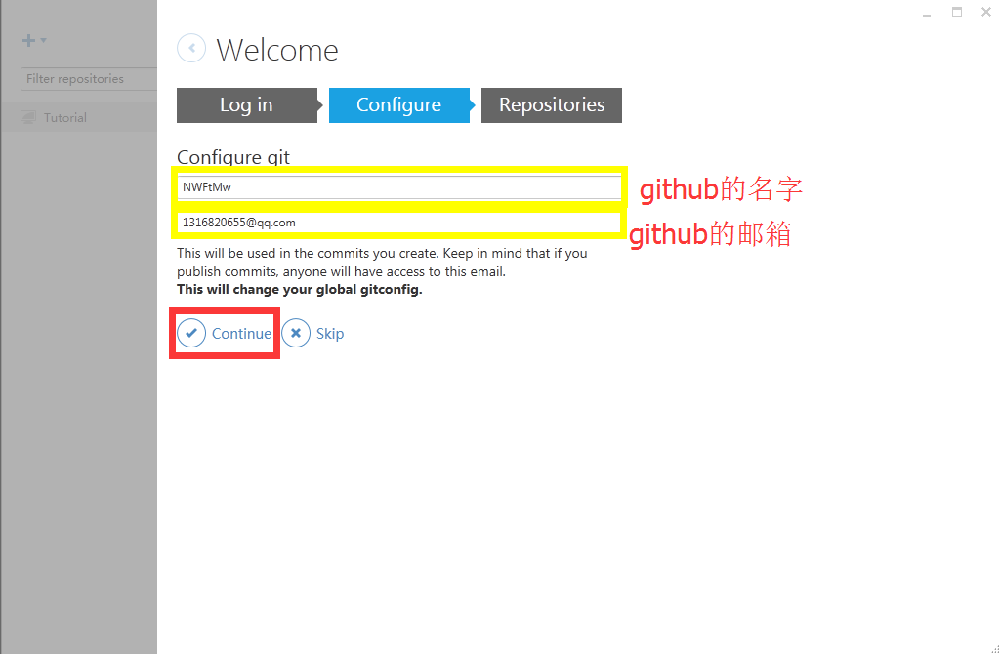 Welcome
Filter repositories
Tutorial
Log in
Configure
Repositories
Configure git
NWFtMw
github的名字
1316820655@qq.com
github的邮箱
This will be used in the commits you create. Keep in mind that if you
publish commits, anyone will have access to this email.
This will change your global gitconfig.
Continue
Skip